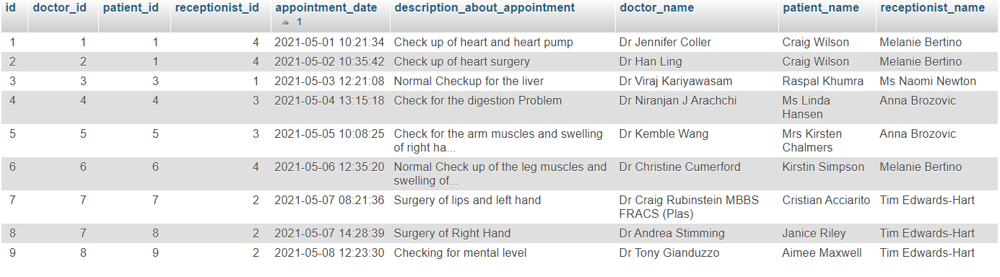 id doctor_id patient_id receptionist_id appointment_date description_about_appointment doctor_name patient_name receptionist_name
1
1 1 1 4 2021-05-01 10:21:34 Check up of heart and heart pump Dr Jennifer Coller Craig Wilson Melanie Bertino
2 2 1 4 2021-05-02 10:35:42 Check up of heart surgery Dr Han Ling Craig Wilson Melanie Bertino
3 3 3 1 2021-05-03 12:21:08 Normal Checkup for the liver Dr Viraj Kariyawasam Raspal Khumra Ms Naomi Newton
4 4 4 3 2021-05-04 13:15:18 Check for the digestion Problem Dr Niranjan J Arachchi Ms Linda Anna Brozovic
Hansen
5 5 5 3 2021-05-05 10:08:25 Check for the arm muscles and swelling Dr Kemble Wang Mrs Kirsten Anna Brozovic
of right ha... Chalmers
6 6 6 4 2021-05-06 12:35:20 Normal Check up of the leg muscles and Dr Christine Cumerford Kirstin Simpson Melanie Bertino
swelling of...
7 7 7 2 2021-05-07 08:21:36 Surgery of lips and left hand Dr Craig Rubinstein MBBS Cristian Acciarito Tim Edwards-Hart
FRACS (Plas)
8 7 8 2 2021-05-07 14:28:39 Surgery of Right Hand Dr Andrea Stimming Janice Riley Tim Edwards-Hart
9 8 9 2 2021-05-08 12:23:30 Checking for mental level Dr Tony Gianduzzo Aimee Maxwell Tim Edwards-Hart